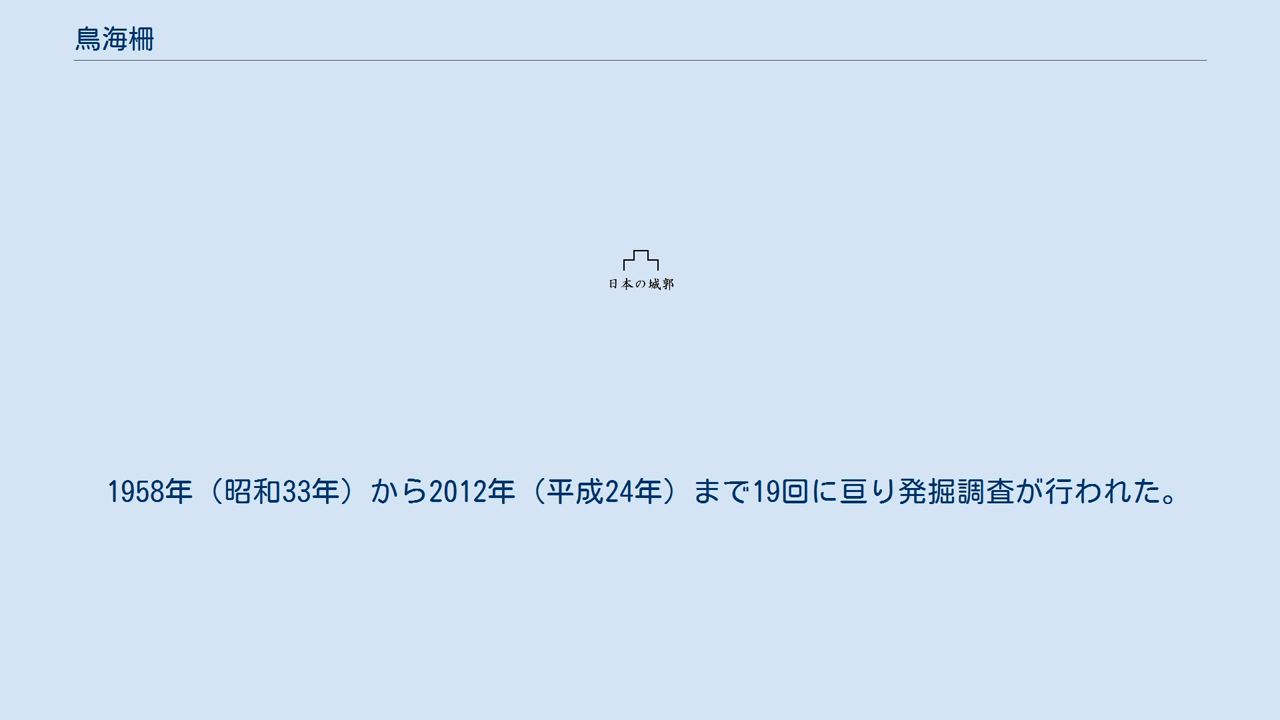 鳥海柵
日本の城郭
1958年（昭和33年）から2012年（平成24年）まで19回に亘り発掘調査が行われた。